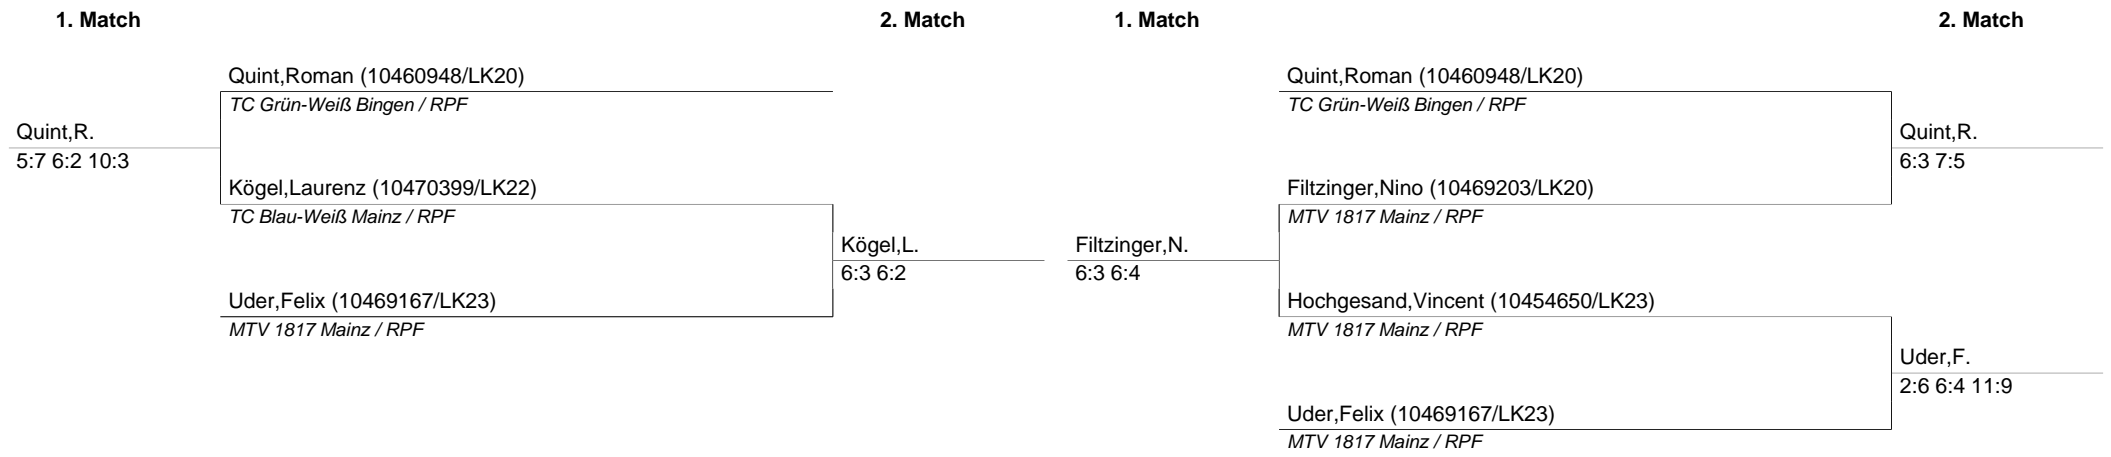 1. Match
2. Match
Quint,Roman (10460948/LK20)
TC Grün-Weiß Bingen / RPF
Quint,R.
5:7 6:2 10:3
Kögel,Laurenz (10470399/LK22)
TC Blau-Weiß Mainz / RPF
Kögel,L.
6:3 6:2
Uder,Felix (10469167/LK23)
MTV 1817 Mainz / RPF
1. Match
2. Match
Quint,Roman (10460948/LK20)
TC Grün-Weiß Bingen / RPF
Quint,R.
6:3 7:5
Filtzinger,Nino (10469203/LK20)
MTV 1817 Mainz / RPF
Filtzinger,N.
6:3 6:4
Hochgesand,Vincent (10454650/LK23)
MTV 1817 Mainz / RPF
Uder,F.
2:6 6:4 11:9
Uder,Felix (10469167/LK23)
MTV 1817 Mainz / RPF